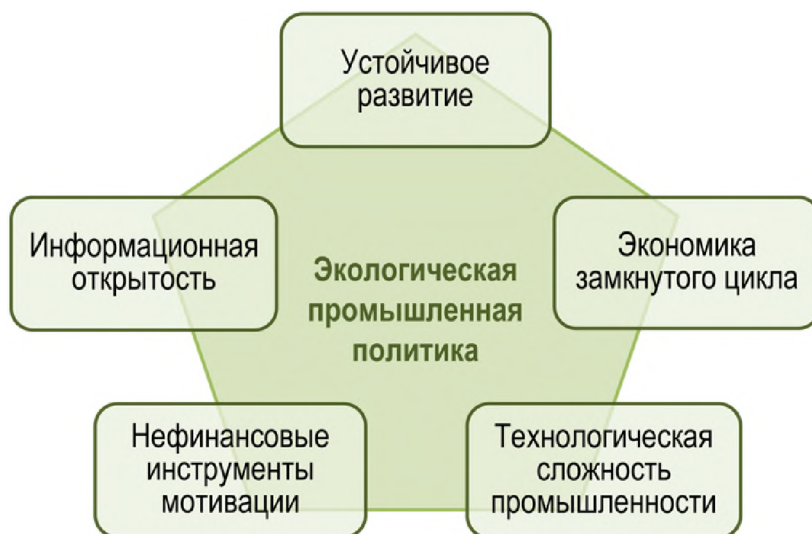 Устойчивое
развитие
Информационная
открытость
Экономика
замкнутого цикла
Экологическая
промышленная
политика
Нефинансовые
инструменты
мотивации
Технологическая
сложность
промышленности